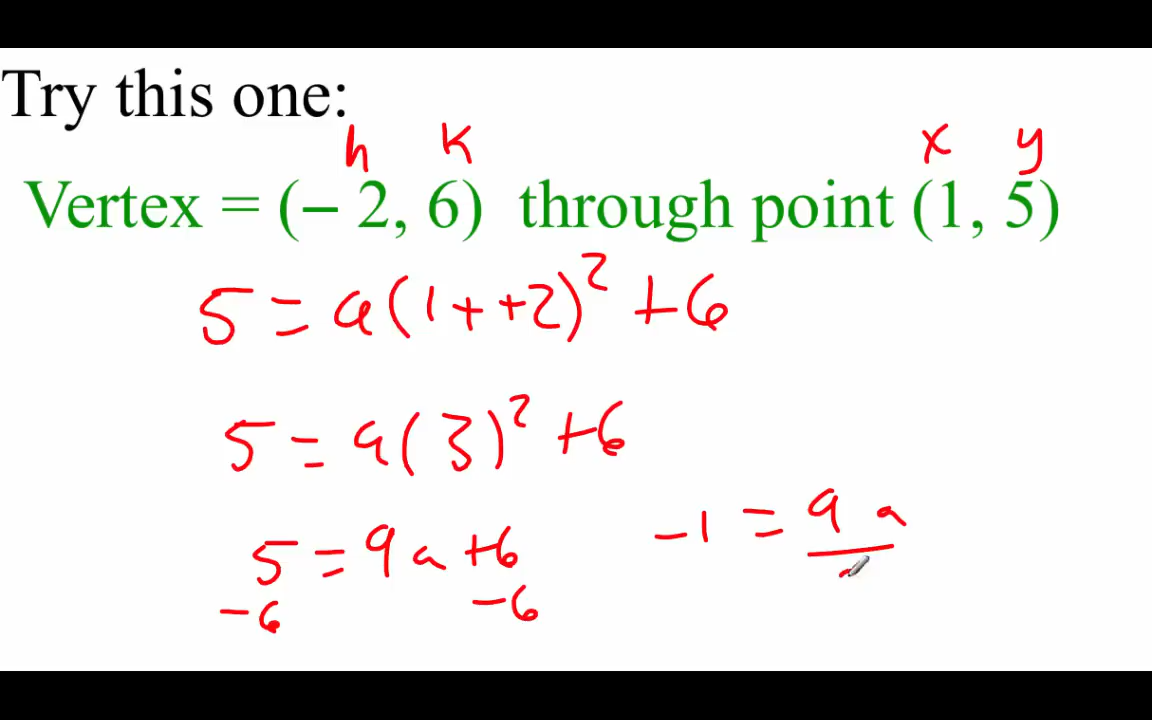 Try this one:
h k x y
Vertex = (– 2, 6) through point (1, 5)
5 = a(1 + +2)² + 6
5 = a(3)² + 6
5 = 9a + 6
-6 -6
-1 = 9a